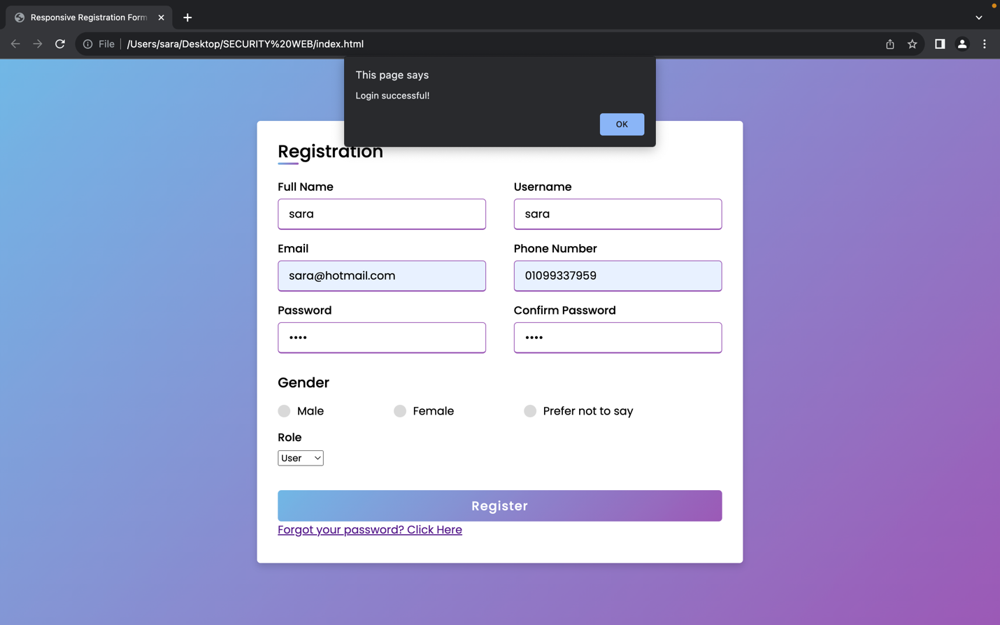 Responsive Registration Form
File /Users/sara/Desktop/SECURITY%20WEB/index.html
This page says
Login successful!
OK
Registration
Full Name Username
sara sara
Email Phone Number
sara@hotmail.com 01099337959
Password Confirm Password
•••• ••••
Gender
Male Female Prefer not to say
Role
User
Register
Forgot your password? Click Here